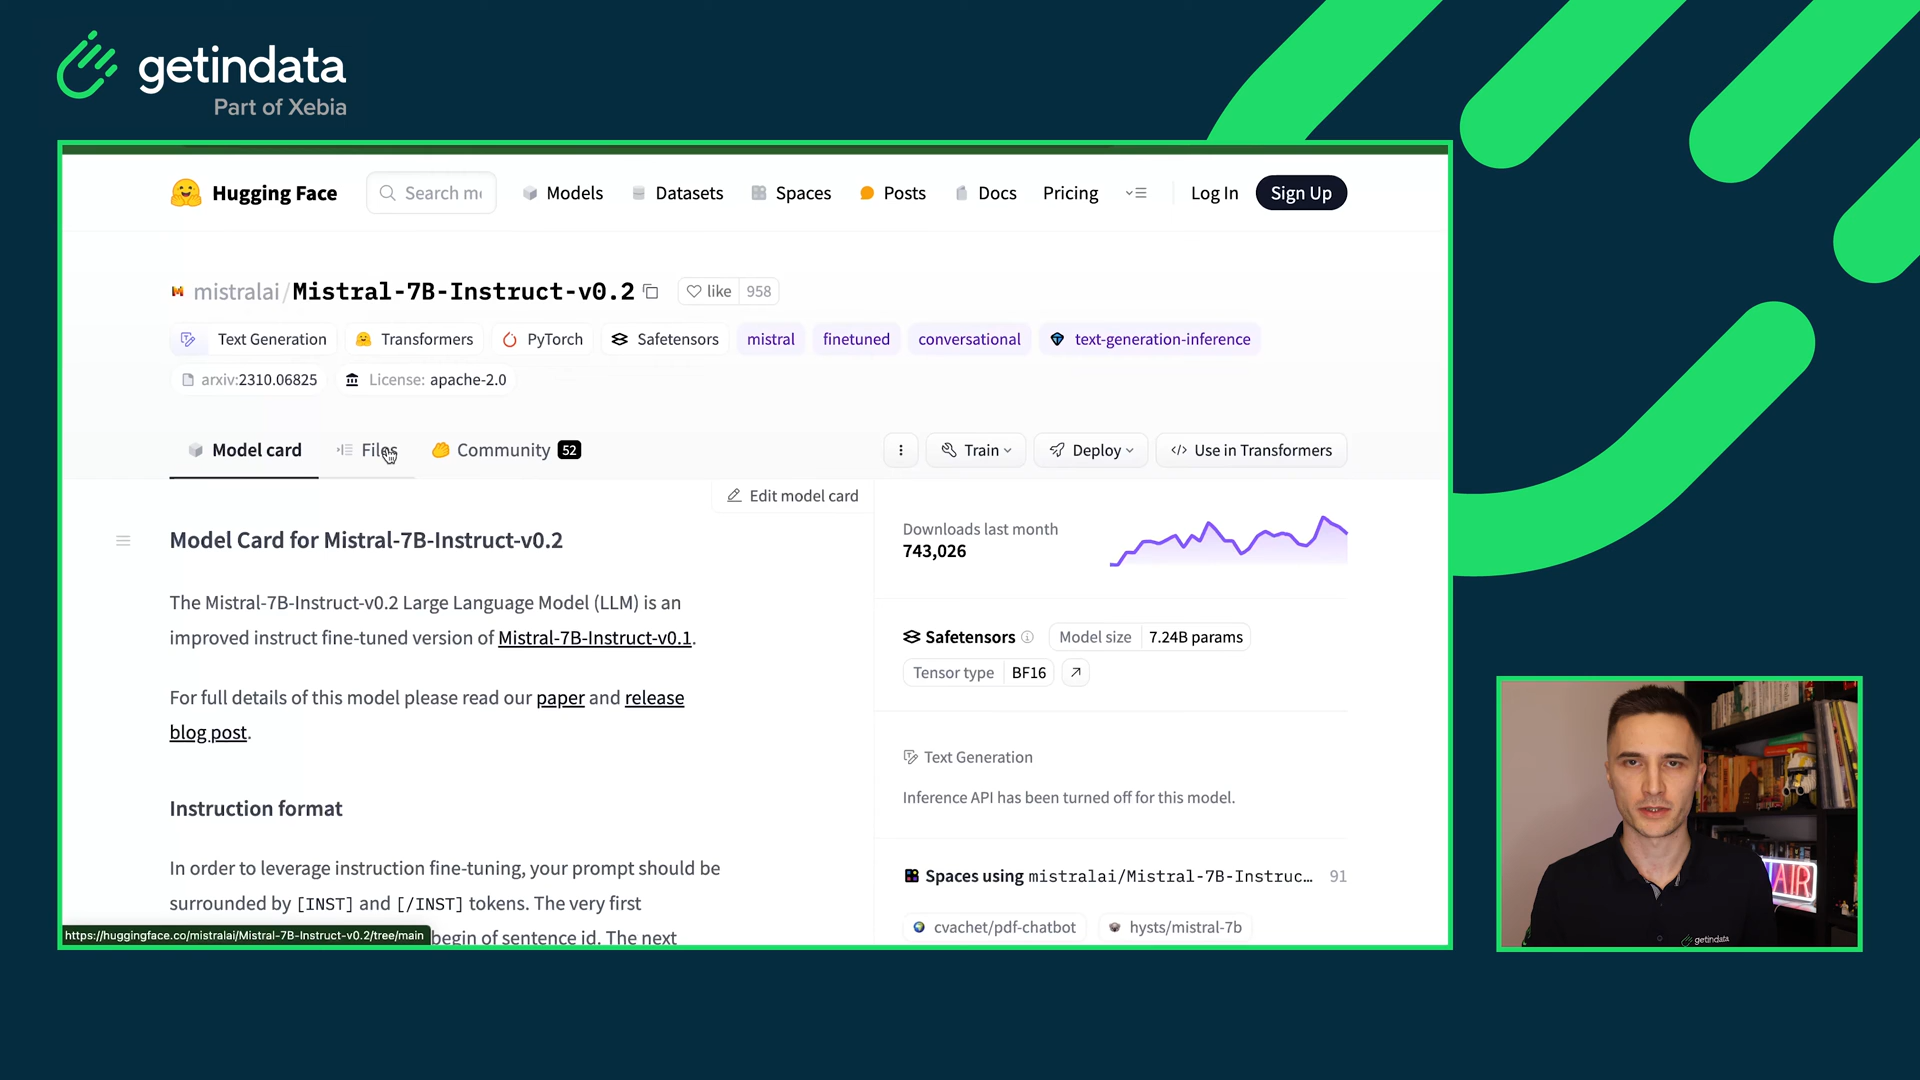 getindata
Part of Xebia
Hugging Face
Search mo
Models
Datasets
Spaces
Posts
Docs
Pricing
Log In
Sign Up
mistralai/Mistral-7B-Instruct-v0.2
like 958
Text Generation
Transformers
PyTorch
Safetensors
mistral
finetuned
conversational
text-generation-inference
arxiv:2310.06825
License: apache-2.0
Model card
Files
Community 52
Train
Deploy
Use in Transformers
Edit model card
Model Card for Mistral-7B-Instruct-v0.2
The Mistral-7B-Instruct-v0.2 Large Language Model (LLM) is an
improved instruct fine-tuned version of Mistral-7B-Instruct-v0.1.
For full details of this model please read our paper and release
blog post.
Instruction format
In order to leverage instruction fine-tuning, your prompt should be
surrounded by [INST] and [/INST] tokens. The very first
begin of sentence id. The next
https://huggingface.co/mistralai/Mistral-7B-Instruct-v0.2/tree/main
Downloads last month
743,026
Safetensors
Model size 7.24B params
Tensor type BF16
Text Generation
Inference API has been turned off for this model.
Spaces using mistralai/Mistral-7B-Instruc… 91
cvachet/pdf-chatbot
hysts/mistral-7b
AIR
getindata